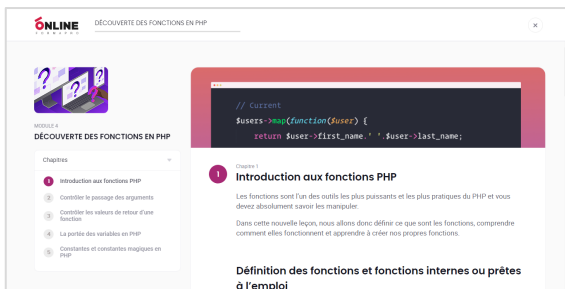 ONLINE
FORMAPRO
DÉCOUVERTE DES FONCTIONS EN PHP
MODULE 4
DÉCOUVERTE DES FONCTIONS EN PHP
Chapitres
1 Introduction aux fonctions PHP
2 Contrôler le passage des arguments
3 Contrôler les valeurs de retour d'une
fonction
4 La portée des variables en PHP
5 Constantes et constantes magiques en
PHP
// Current
$users->map(function($user) {
return $user->first_name.' '.$user->last_name;
Chapitre 1
1 Introduction aux fonctions PHP
Les fonctions sont l'un des outils les plus puissants et les plus pratiques du PHP et vous
devez absolument savoir les manipuler.
Dans cette nouvelle leçon, nous allons donc définir ce que sont les fonctions, comprendre
comment elles fonctionnent et apprendre à créer nos propres fonctions.
Définition des fonctions et fonctions internes ou prêtes
à l'emploi